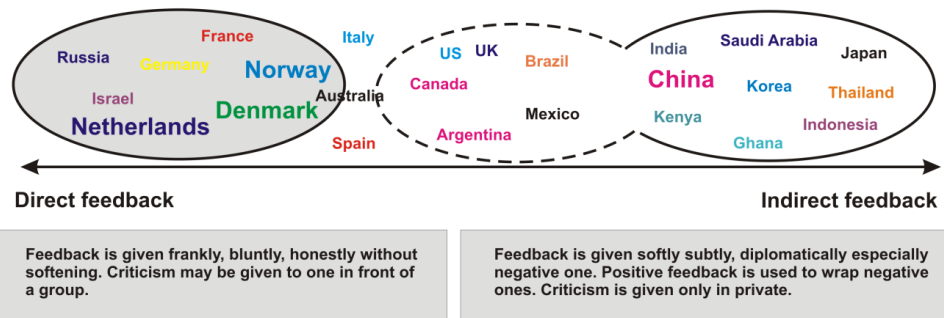 France
Italy
Russia
Germany
Norway
Israel
Denmark
Netherlands
Australia
Spain
US
UK
Brazil
Canada
Mexico
Argentina
India
Saudi Arabia
Japan
China
Korea
Thailand
Kenya
Indonesia
Ghana
Direct feedback
Indirect feedback
Feedback is given frankly, bluntly, honestly without
softening. Criticism may be given to one in front of
a group.
Feedback is given softly subtly, diplomatically especially
negative one. Positive feedback is used to wrap negative
ones. Criticism is given only in private.